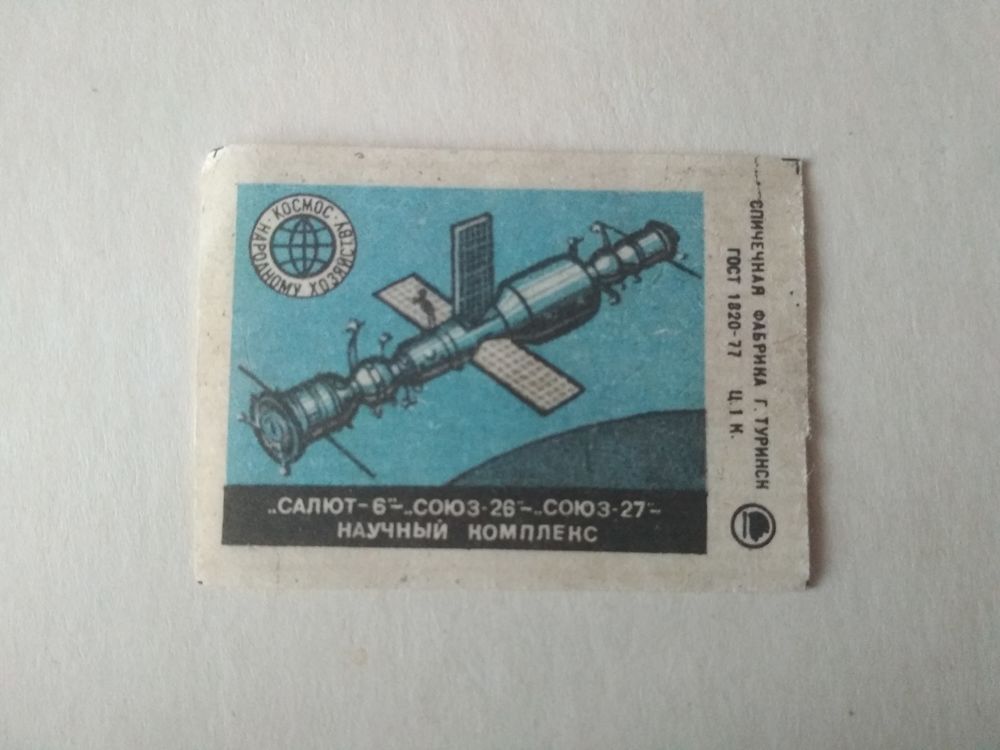 КОСМОС · НАРОДНОМУ ХОЗЯЙСТВУ ·
„САЛЮТ-6"-„СОЮЗ-26"-„СОЮЗ-27"-
НАУЧНЫЙ КОМПЛЕКС
СПИЧЕЧНАЯ ФАБРИКА Г. ТУРИНСК
ГОСТ 1820-77 Ц.1 К.